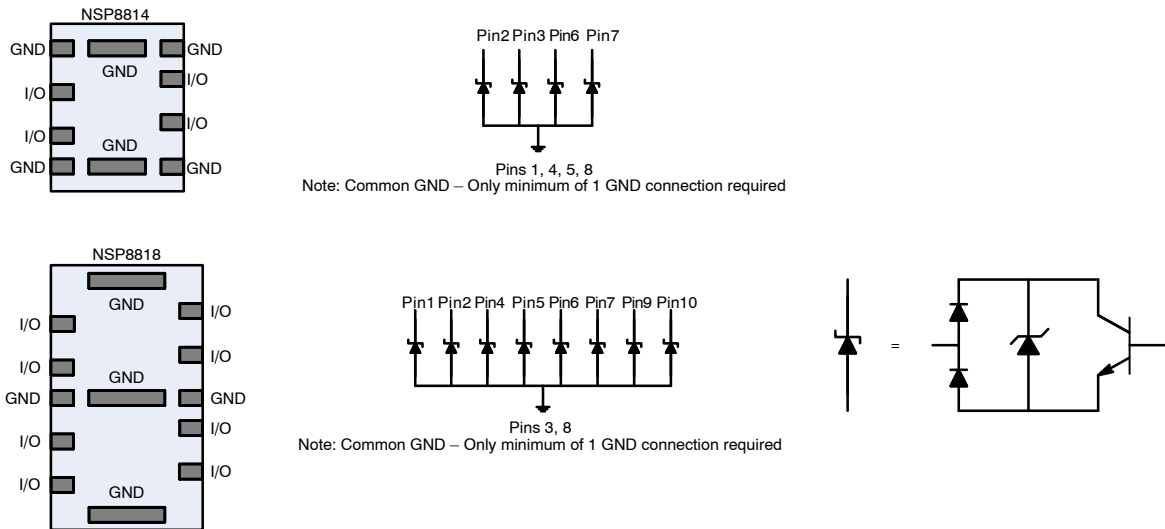 NSP8814
GND
GND
GND
I/O
I/O
I/O
I/O
GND
GND
GND
Pin2 Pin3 Pin6 Pin7
Pins 1, 4, 5, 8
Note: Common GND – Only minimum of 1 GND connection required
NSP8818
GND
I/O
I/O
I/O
I/O
GND
GND
GND
I/O
I/O
I/O
I/O
GND
Pin1 Pin2 Pin4 Pin5 Pin6 Pin7 Pin9 Pin10
Pins 3, 8
Note: Common GND – Only minimum of 1 GND connection required
=